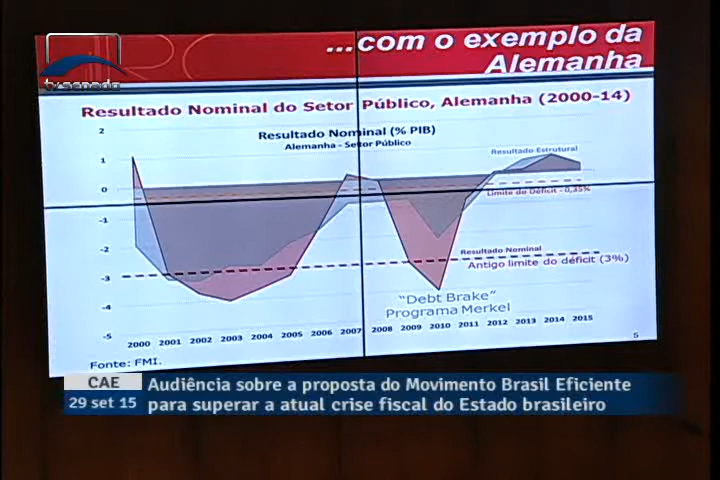 ...com o exemplo da
Alemanha
tv senado
Resultado Nominal do Setor Público, Alemanha (2000-14)
Resultado Nominal (% PIB)
Alemanha - Setor Público
2
1
0
-1
-2
-3
-4
-5
Resultado Estrutural
Limite do Déficit - 0,35%
Resultado Nominal
Antigo limite do déficit (3%)
"Debt Brake"
Programa Merkel
2000 2001 2002 2003 2004 2005 2006 2007 2008 2009 2010 2011 2012 2013 2014 2015
Fonte: FMI.
5
CAE
29 set 15
Audiência sobre a proposta do Movimento Brasil Eficiente
para superar a atual crise fiscal do Estado brasileiro